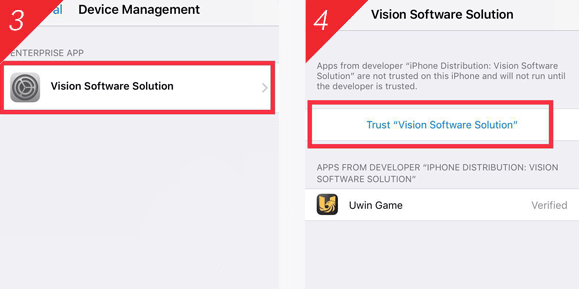 3
al
Device Management
ENTERPRISE APP
Vision Software Solution
4
Vision Software Solution
Apps from developer “iPhone Distribution: Vision Software
Solution” are not trusted on this iPhone and will not run until
the developer is trusted.
Trust “Vision Software Solution”
APPS FROM DEVELOPER “IPHONE DISTRIBUTION: VISION
SOFTWARE SOLUTION”
Uwin Game Verified